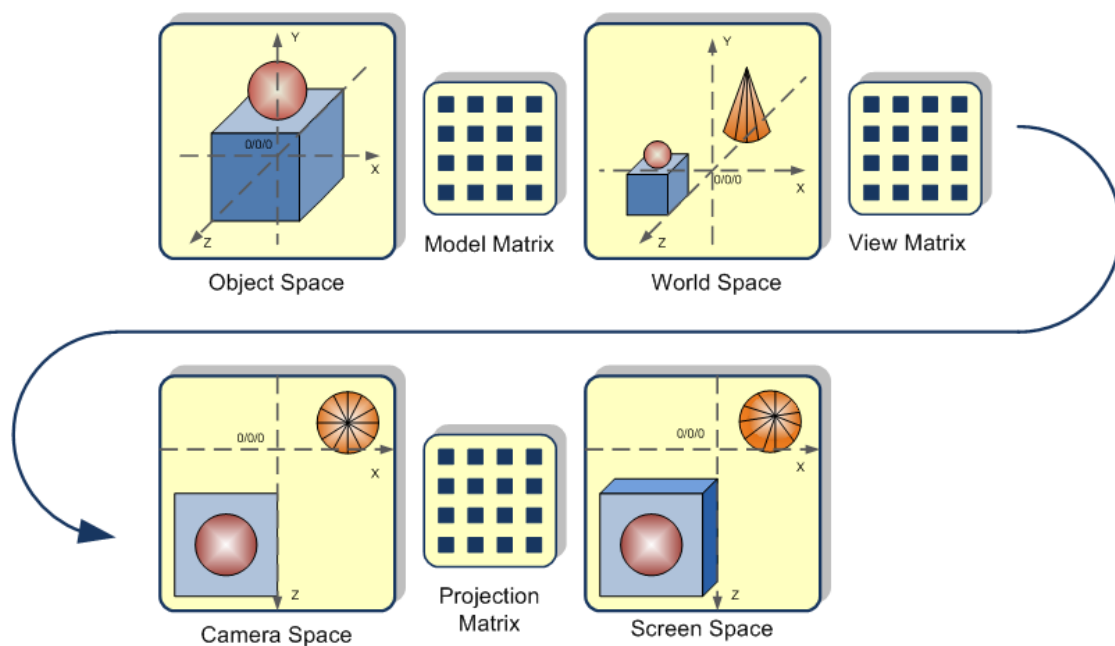 Y
0/0/0
X
Z
Object Space
Model Matrix
Y
0/0/0
X
Z
World Space
View Matrix
0/0/0
X
Z
Camera Space
Projection
Matrix
0/0/0
X
Z
Screen Space